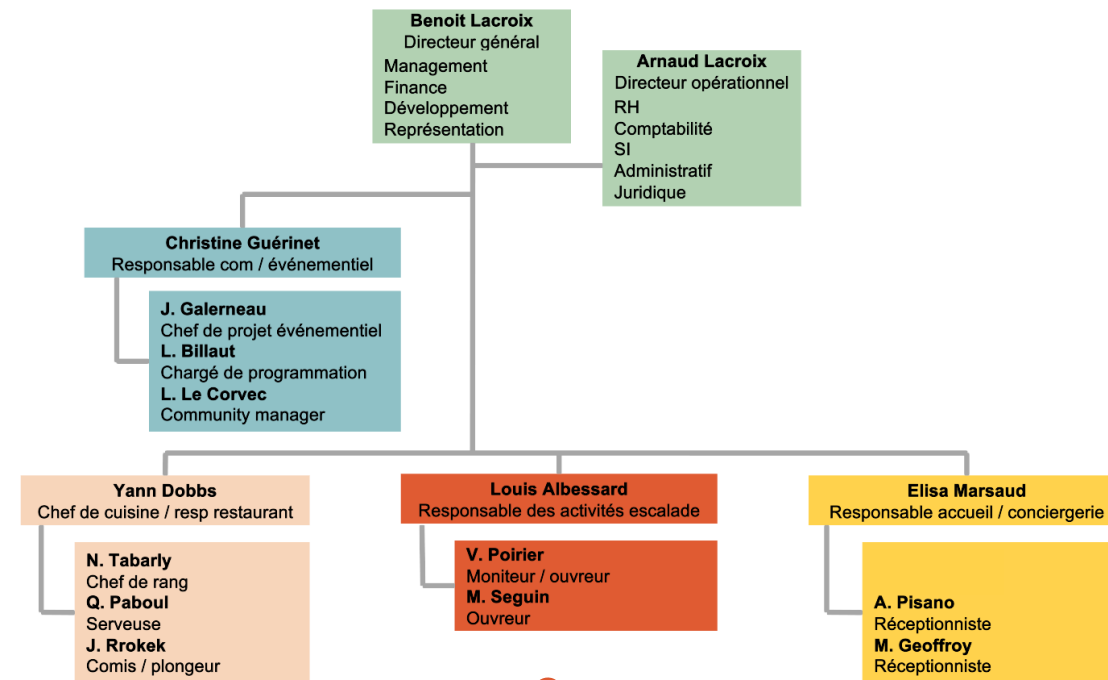 Benoit Lacroix
Directeur général
Management
Finance
Développement
Représentation
Arnaud Lacroix
Directeur opérationnel
RH
Comptabilité
SI
Administratif
Juridique
Christine Guérinet
Responsable com / événementiel
J. Galerneau
Chef de projet événementiel
L. Billaut
Chargé de programmation
L. Le Corvec
Community manager
Yann Dobbs
Chef de cuisine / resp restaurant
N. Tabarly
Chef de rang
Q. Paboul
Serveuse
J. Rrokek
Comis / plongeur
Louis Albessard
Responsable des activités escalade
V. Poirier
Moniteur / ouvreur
M. Seguin
Ouvreur
Elisa Marsaud
Responsable accueil / conciergerie
A. Pisano
Réceptionniste
M. Geoffroy
Réceptionniste